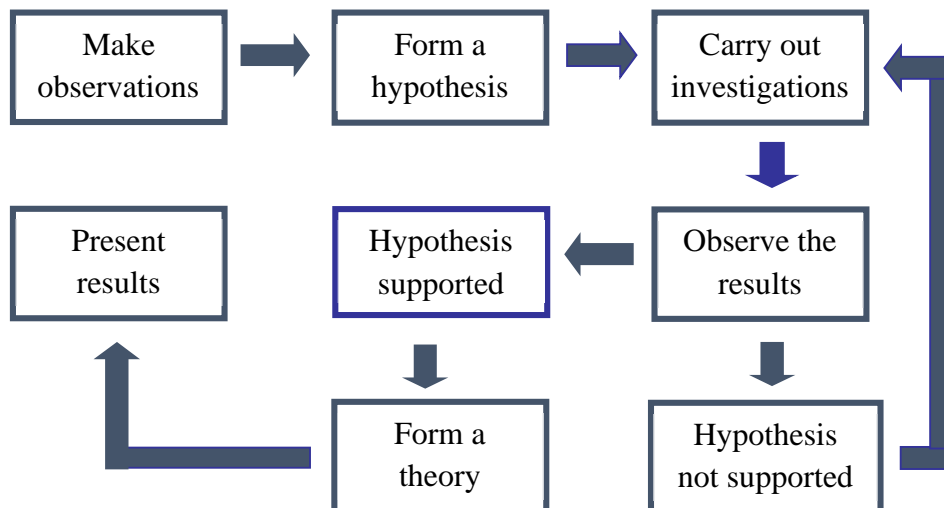 Make
observations
Form a
hypothesis
Carry out
investigations
Present
results
Hypothesis
supported
Observe the
results
Form a
theory
Hypothesis
not supported